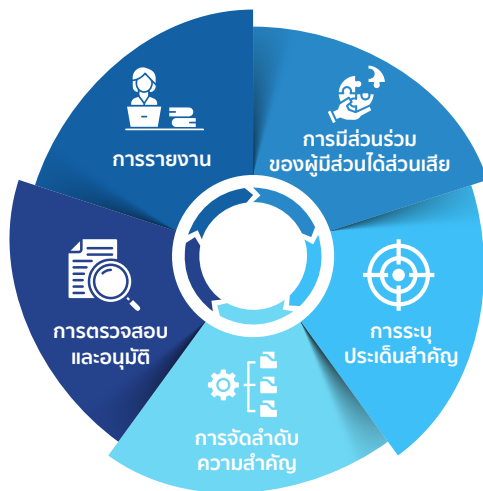 การรายงาน
การมีส่วนร่วม
ของผู้มีส่วนได้ส่วนเสีย
การระบุ
ประเด็นสำคัญ
การจัดลำดับ
ความสำคัญ
การตรวจสอบ
และอนุมัติ